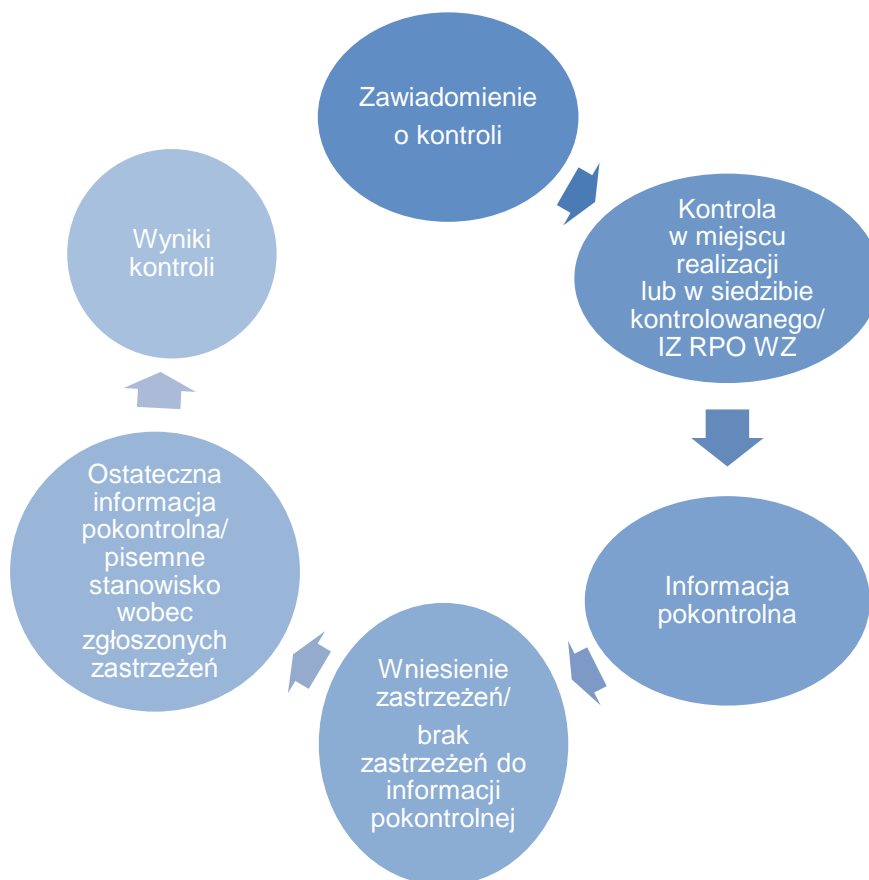 Zawiadomienie
o kontroli
Kontrola
w miejscu
realizacji
lub w siedzibie
kontrolowanego/
IZ RPO WZ
Informacja
pokontrolna
Wniesienie
zastrzeżeń/
brak
zastrzeżeń do
informacji
pokontrolnej
Ostateczna
informacja
pokontrolna/
pisemne
stanowisko
wobec
zgłoszonych
zastrzeżeń
Wyniki
kontroli